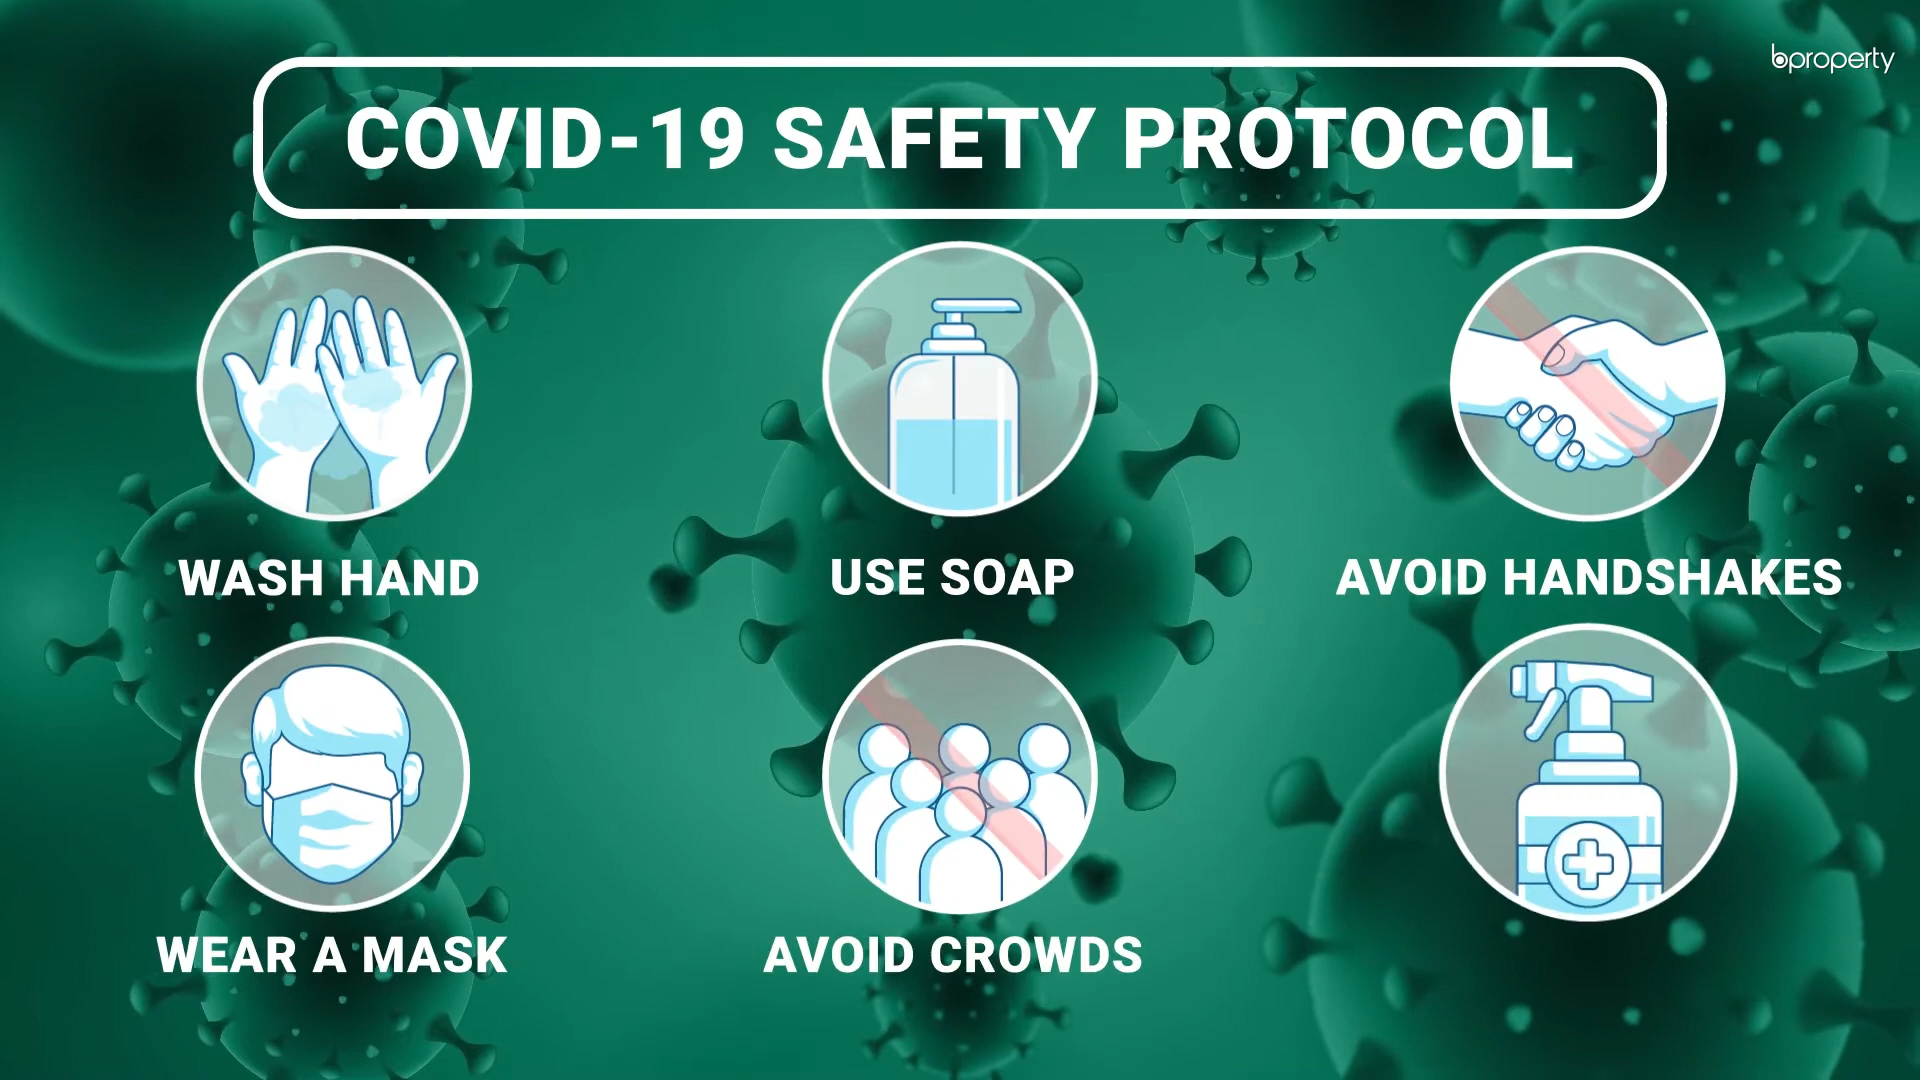 bproperty
COVID-19 SAFETY PROTOCOL
WASH HAND
USE SOAP
AVOID HANDSHAKES
WEAR A MASK
AVOID CROWDS